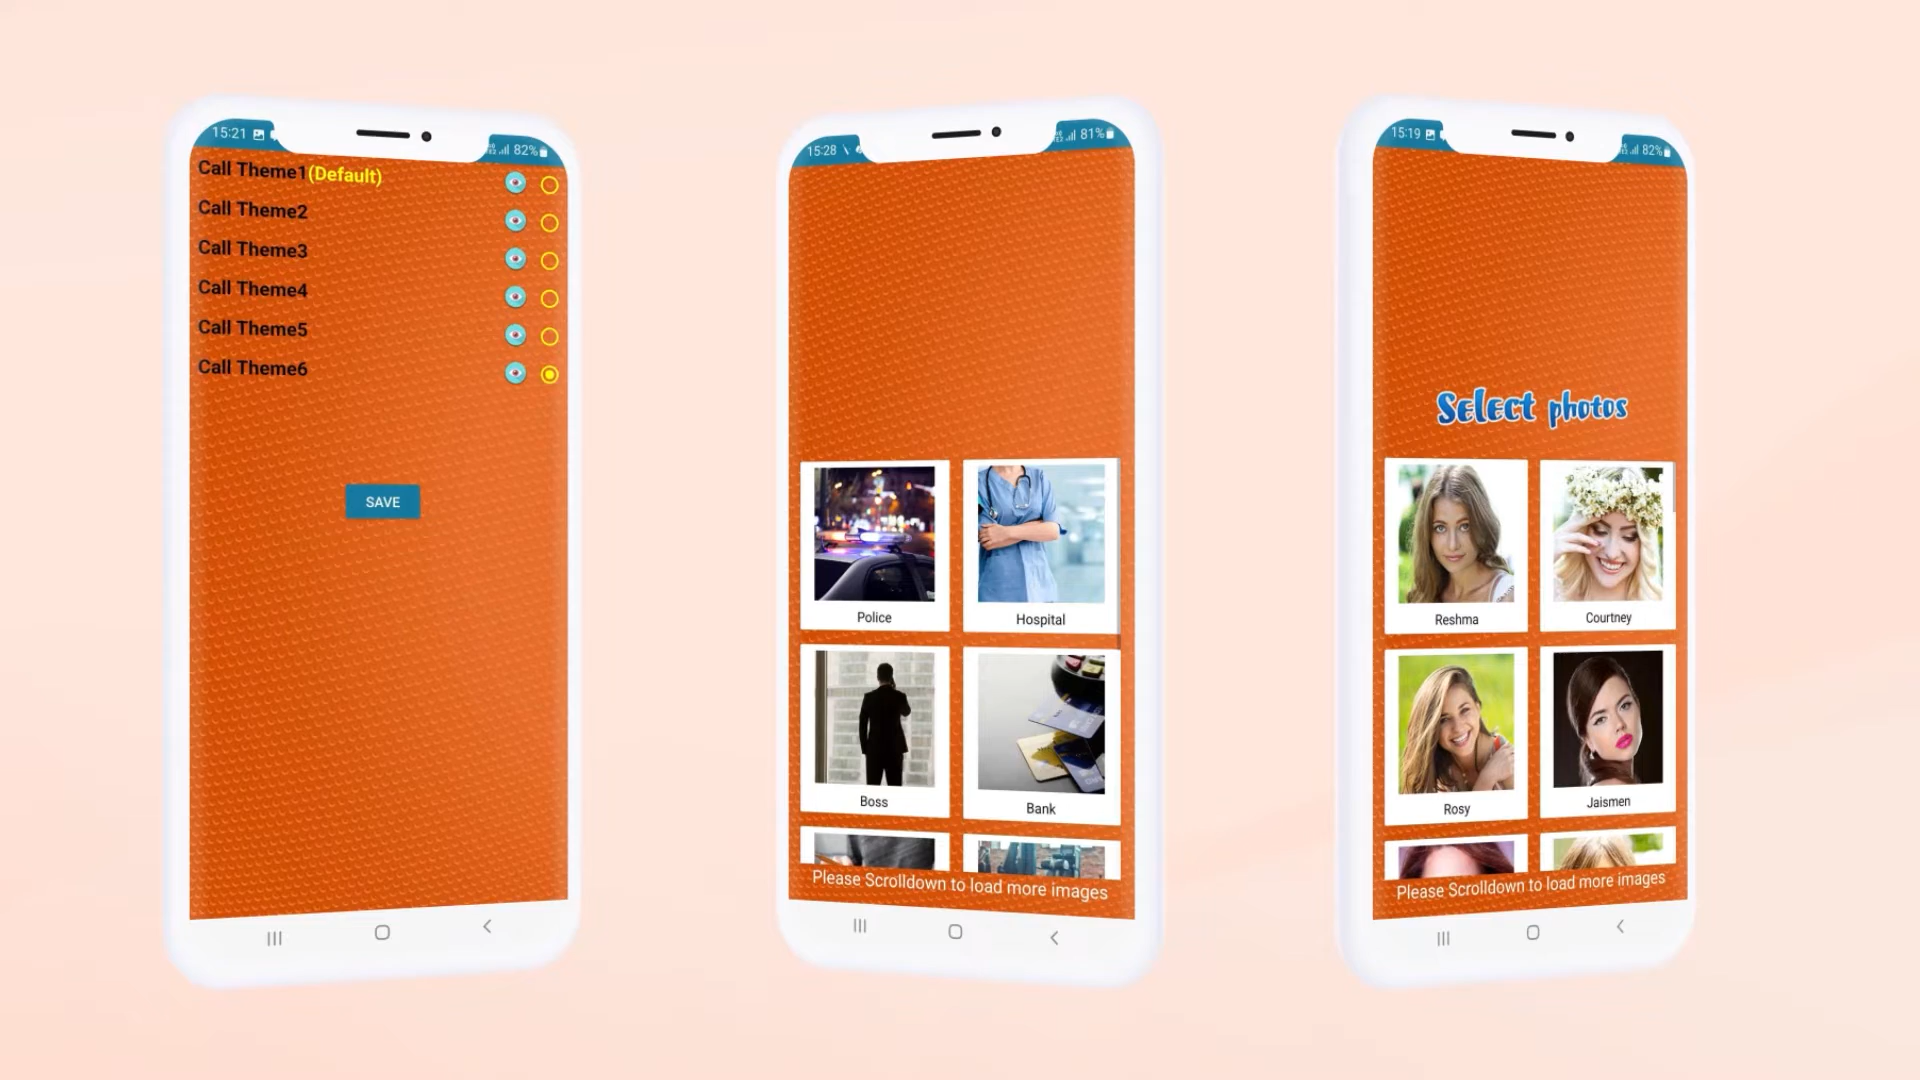 15:21
82%
Call Theme1(Default)
Call Theme2
Call Theme3
Call Theme4
Call Theme5
Call Theme6
SAVE
15:28
81%
Police
Hospital
Boss
Bank
Please Scrolldown to load more images
15:19
82%
Select photos
Reshma
Courtney
Rosy
Jaismen
Please Scrolldown to load more images